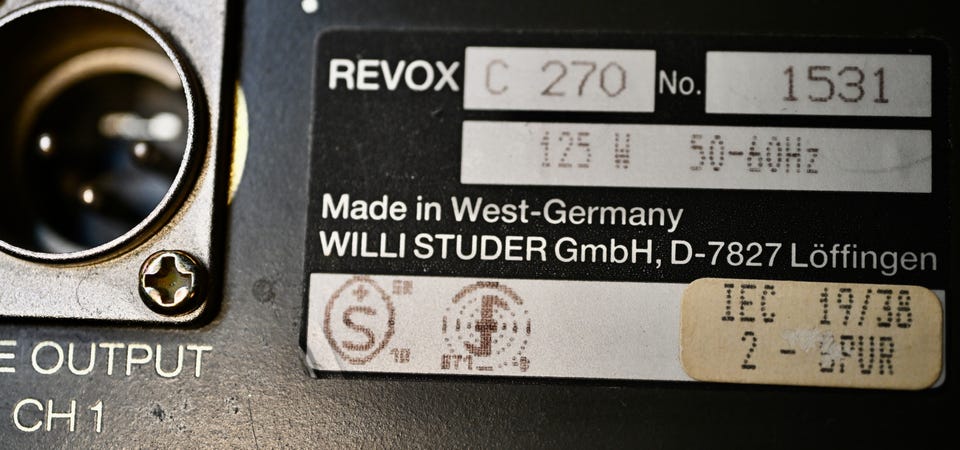 REVOX C 270 No. 1531
125 W 50-60Hz
Made in West-Germany
WILLI STUDER GmbH, D-7827 Löffingen
S
IEC 19/38
2 -
E OUTPUT
CH 1